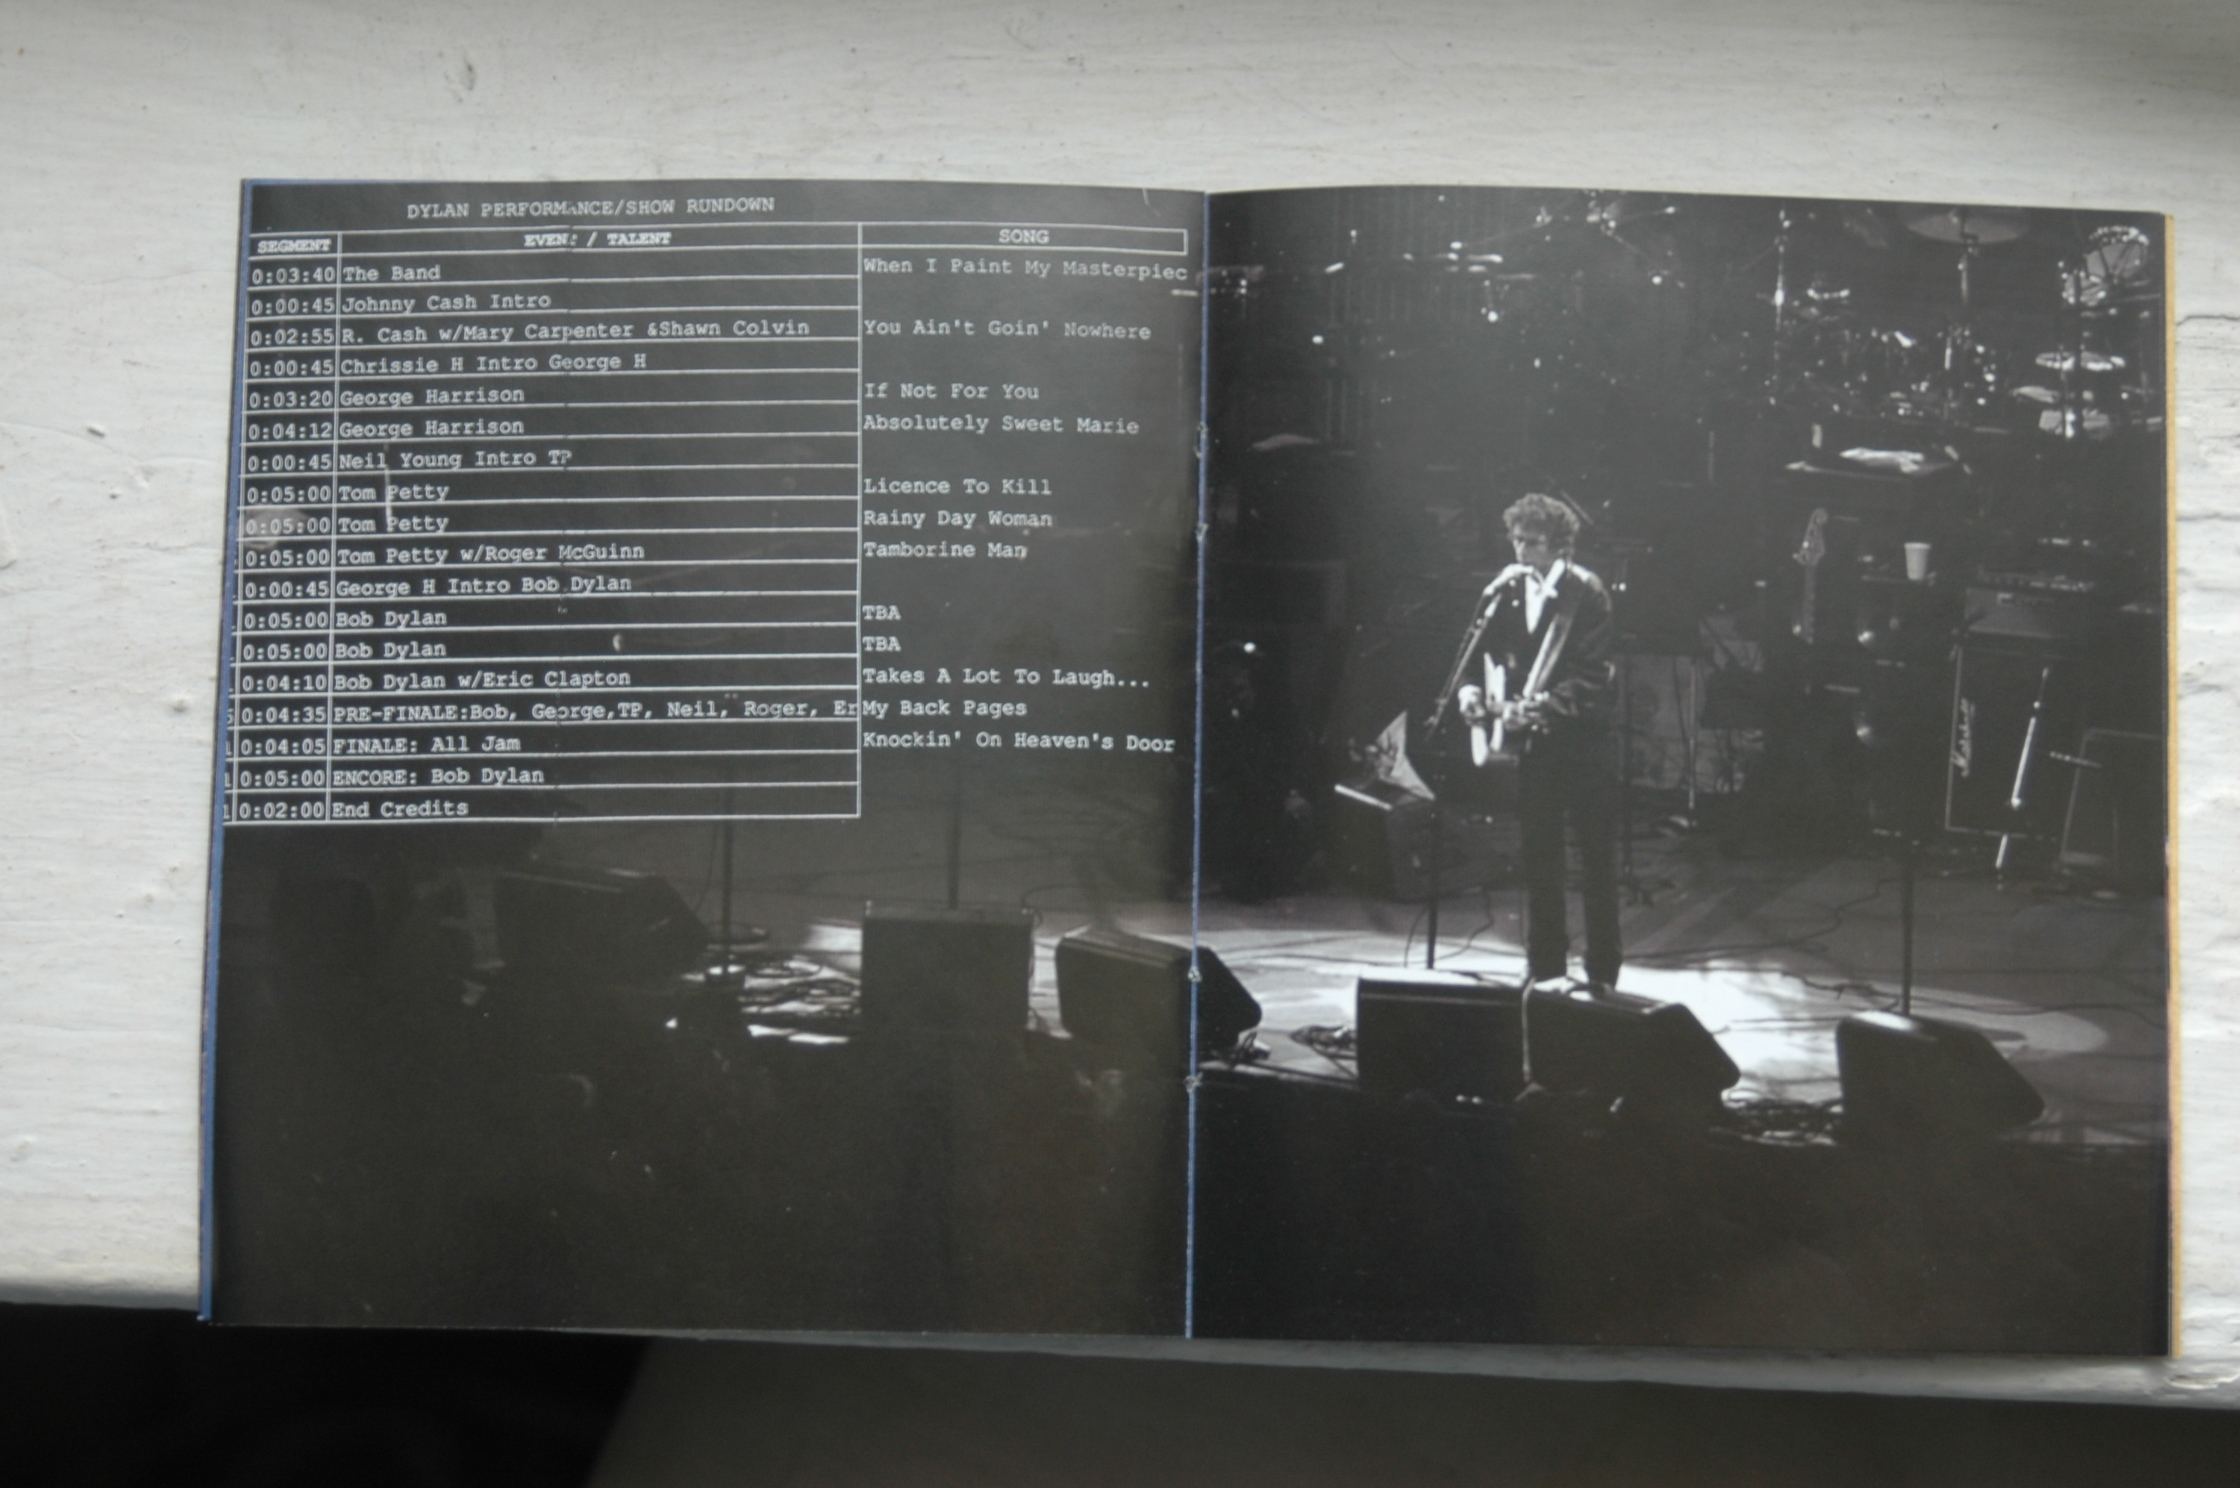 DYLAN PERFORMANCE/SHOW RUNDOWN
SEGMENT EVENT / TALENT SONG
0:03:40 The Band When I Paint My Masterpiec
0:00:45 Johnny Cash Intro
0:02:55 R. Cash w/Mary Carpenter &Shawn Colvin You Ain't Goin' Nowhere
0:00:45 Chrissie H Intro George H
0:03:20 George Harrison If Not For You
0:04:12 George Harrison Absolutely Sweet Marie
0:00:45 Neil Young Intro TP
0:05:00 Tom Petty Licence To Kill
0:05:00 Tom Petty Rainy Day Woman
0:05:00 Tom Petty w/Roger McGuinn Tamborine Man
0:00:45 George H Intro Bob Dylan
0:05:00 Bob Dylan TBA
0:05:00 Bob Dylan TBA
0:04:10 Bob Dylan w/Eric Clapton Takes A Lot To Laugh...
0:04:35 PRE-FINALE:Bob, George,TP, Neil, Roger, Er My Back Pages
0:04:05 FINALE: All Jam Knockin' On Heaven's Door
0:05:00 ENCORE: Bob Dylan
0:02:00 End Credits
Marshall